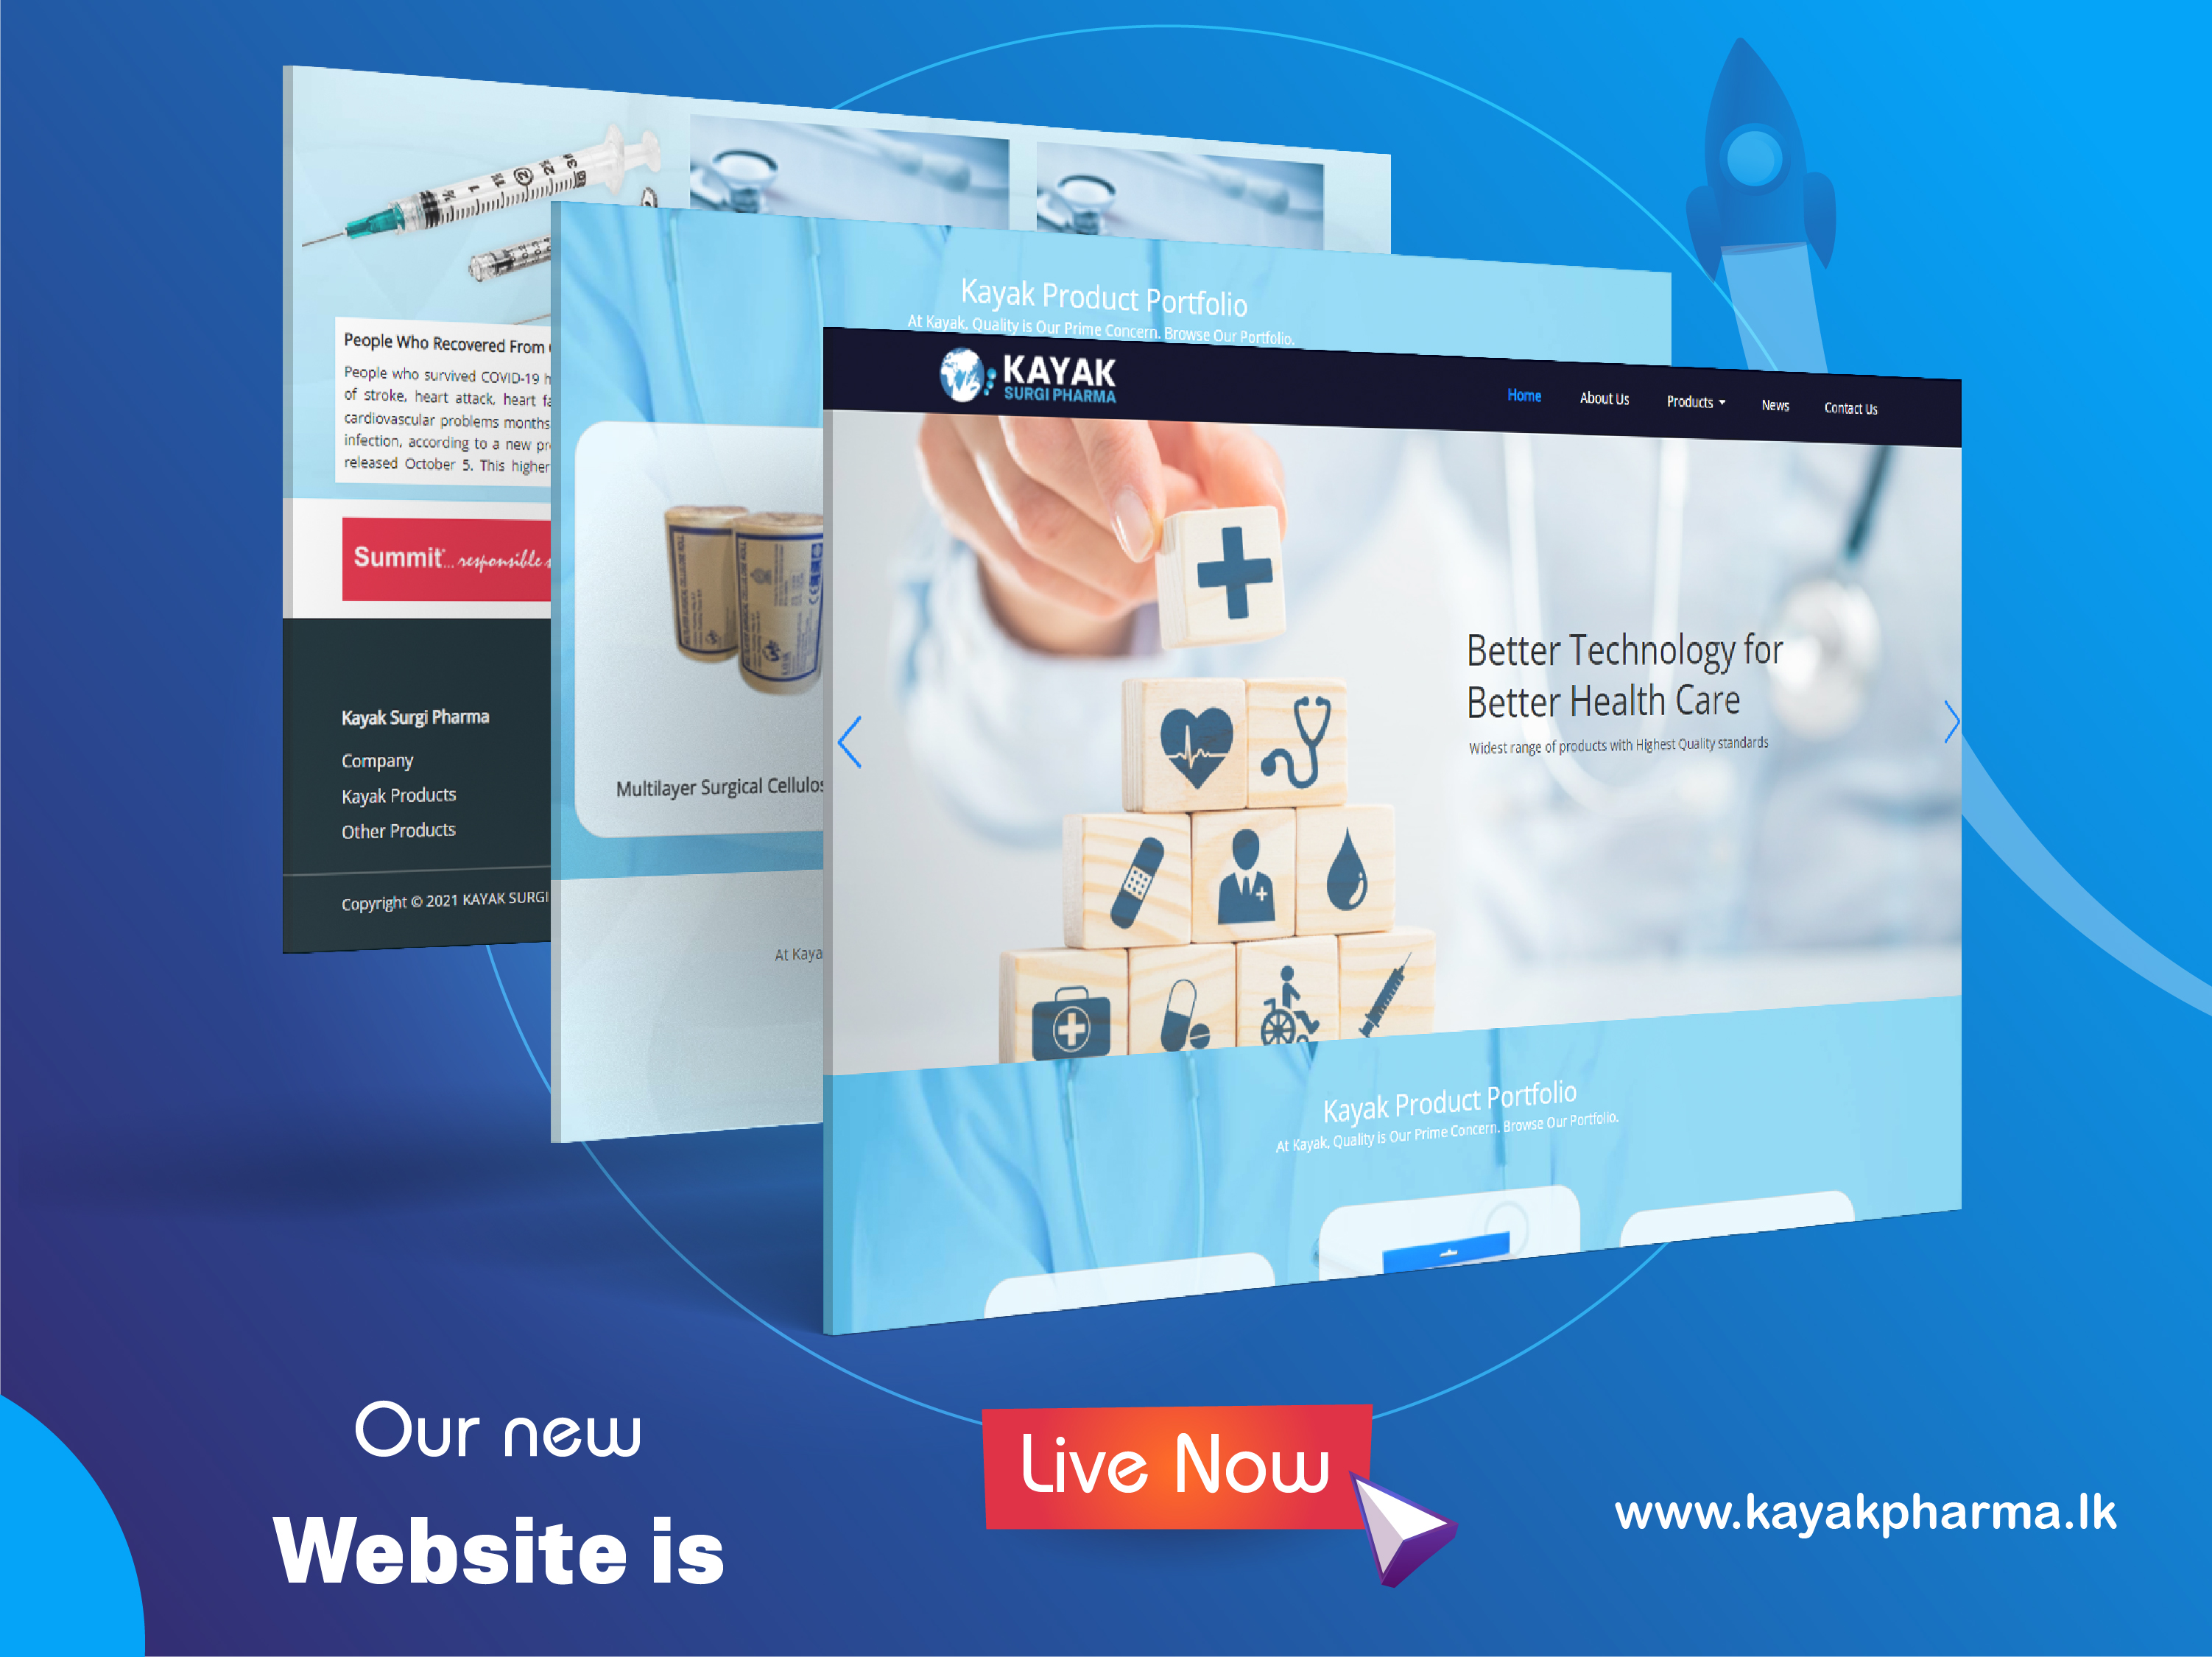 People Who Recovered From
People who survived COVID-19
of stroke, heart attack, heart
cardiovascular problems months
infection, according to a new
released October 5. This higher
Summit... responsible
Kayak Surgi Pharma
Company
Kayak Products
Other Products
Copyright © 2021 KAYAK SURGI
Kayak Product Portfolio
At Kayak, Quality is Our Prime Concern. Browse Our Portfolio.
Multilayer Surgical
At
KAYAK
SURGI PHARMA
Home About Us Products News Contact Us
Better Technology for
Better Health Care
Widest range of products with Highest Quality standards
Kayak Product Portfolio
At Kayak, Quality is Our Prime Concern. Browse Our Portfolio.
Our new
Website is
Live Now
www.kayakpharma.lk